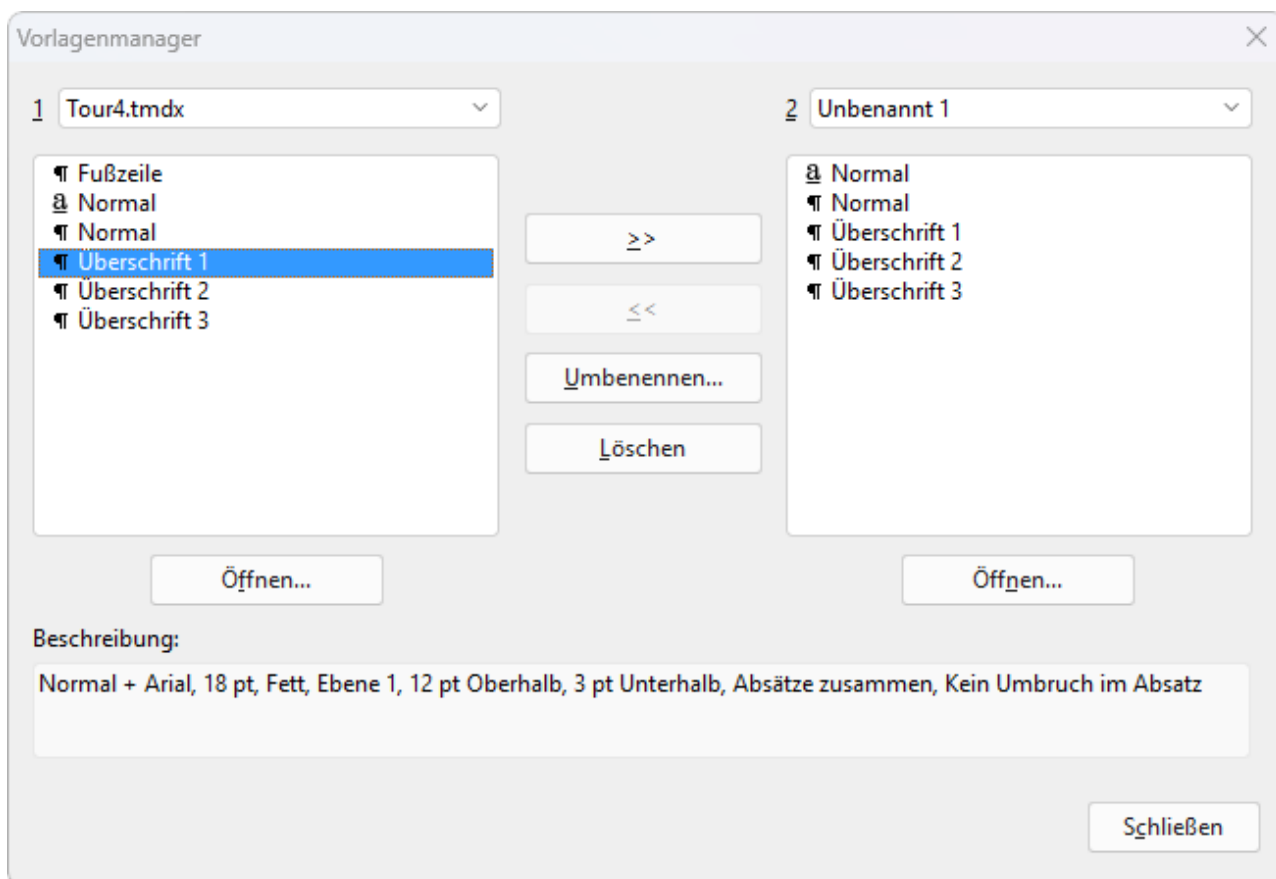 Vorlagenmanager
1 Tour4.tmdx
2 Unbenannt 1
¶ Fußzeile
a Normal
¶ Normal
¶ Überschrift 1
¶ Überschrift 2
¶ Überschrift 3
>>
<<
Umbenennen...
Löschen
a Normal
¶ Normal
¶ Überschrift 1
¶ Überschrift 2
¶ Überschrift 3
Öffnen...
Öffnen...
Beschreibung:
Normal + Arial, 18 pt, Fett, Ebene 1, 12 pt Oberhalb, 3 pt Unterhalb, Absätze zusammen, Kein Umbruch im Absatz
Schließen